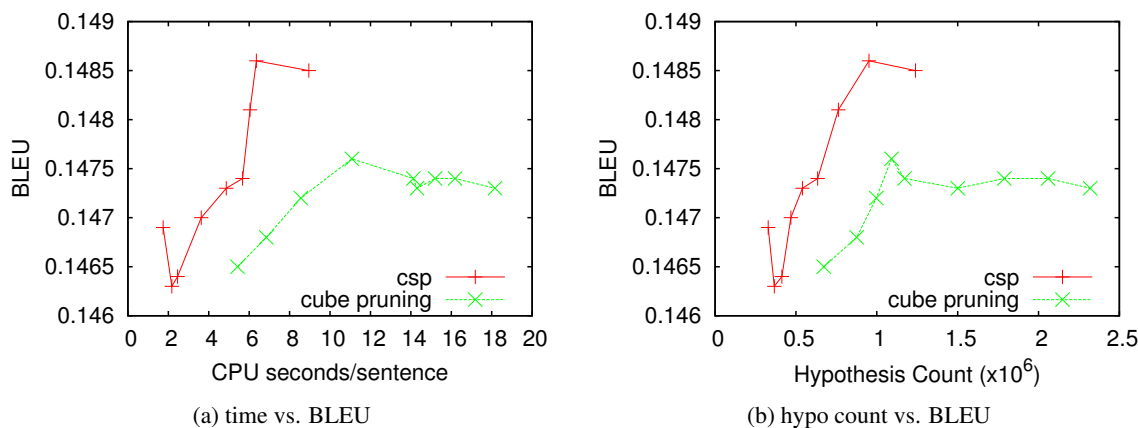 0.149
0.1485
0.148
0.1475
0.147
0.1465
0.146
BLEU
csp
cube pruning
0 2 4 6 8 10 12 14 16 18 20
CPU seconds/sentence
(a) time vs. BLEU
0.149
0.1485
0.148
0.1475
0.147
0.1465
0.146
BLEU
csp
cube pruning
0.5 1 1.5 2 2.5
Hypothesis Count (x10⁶)
(b) hypo count vs. BLEU